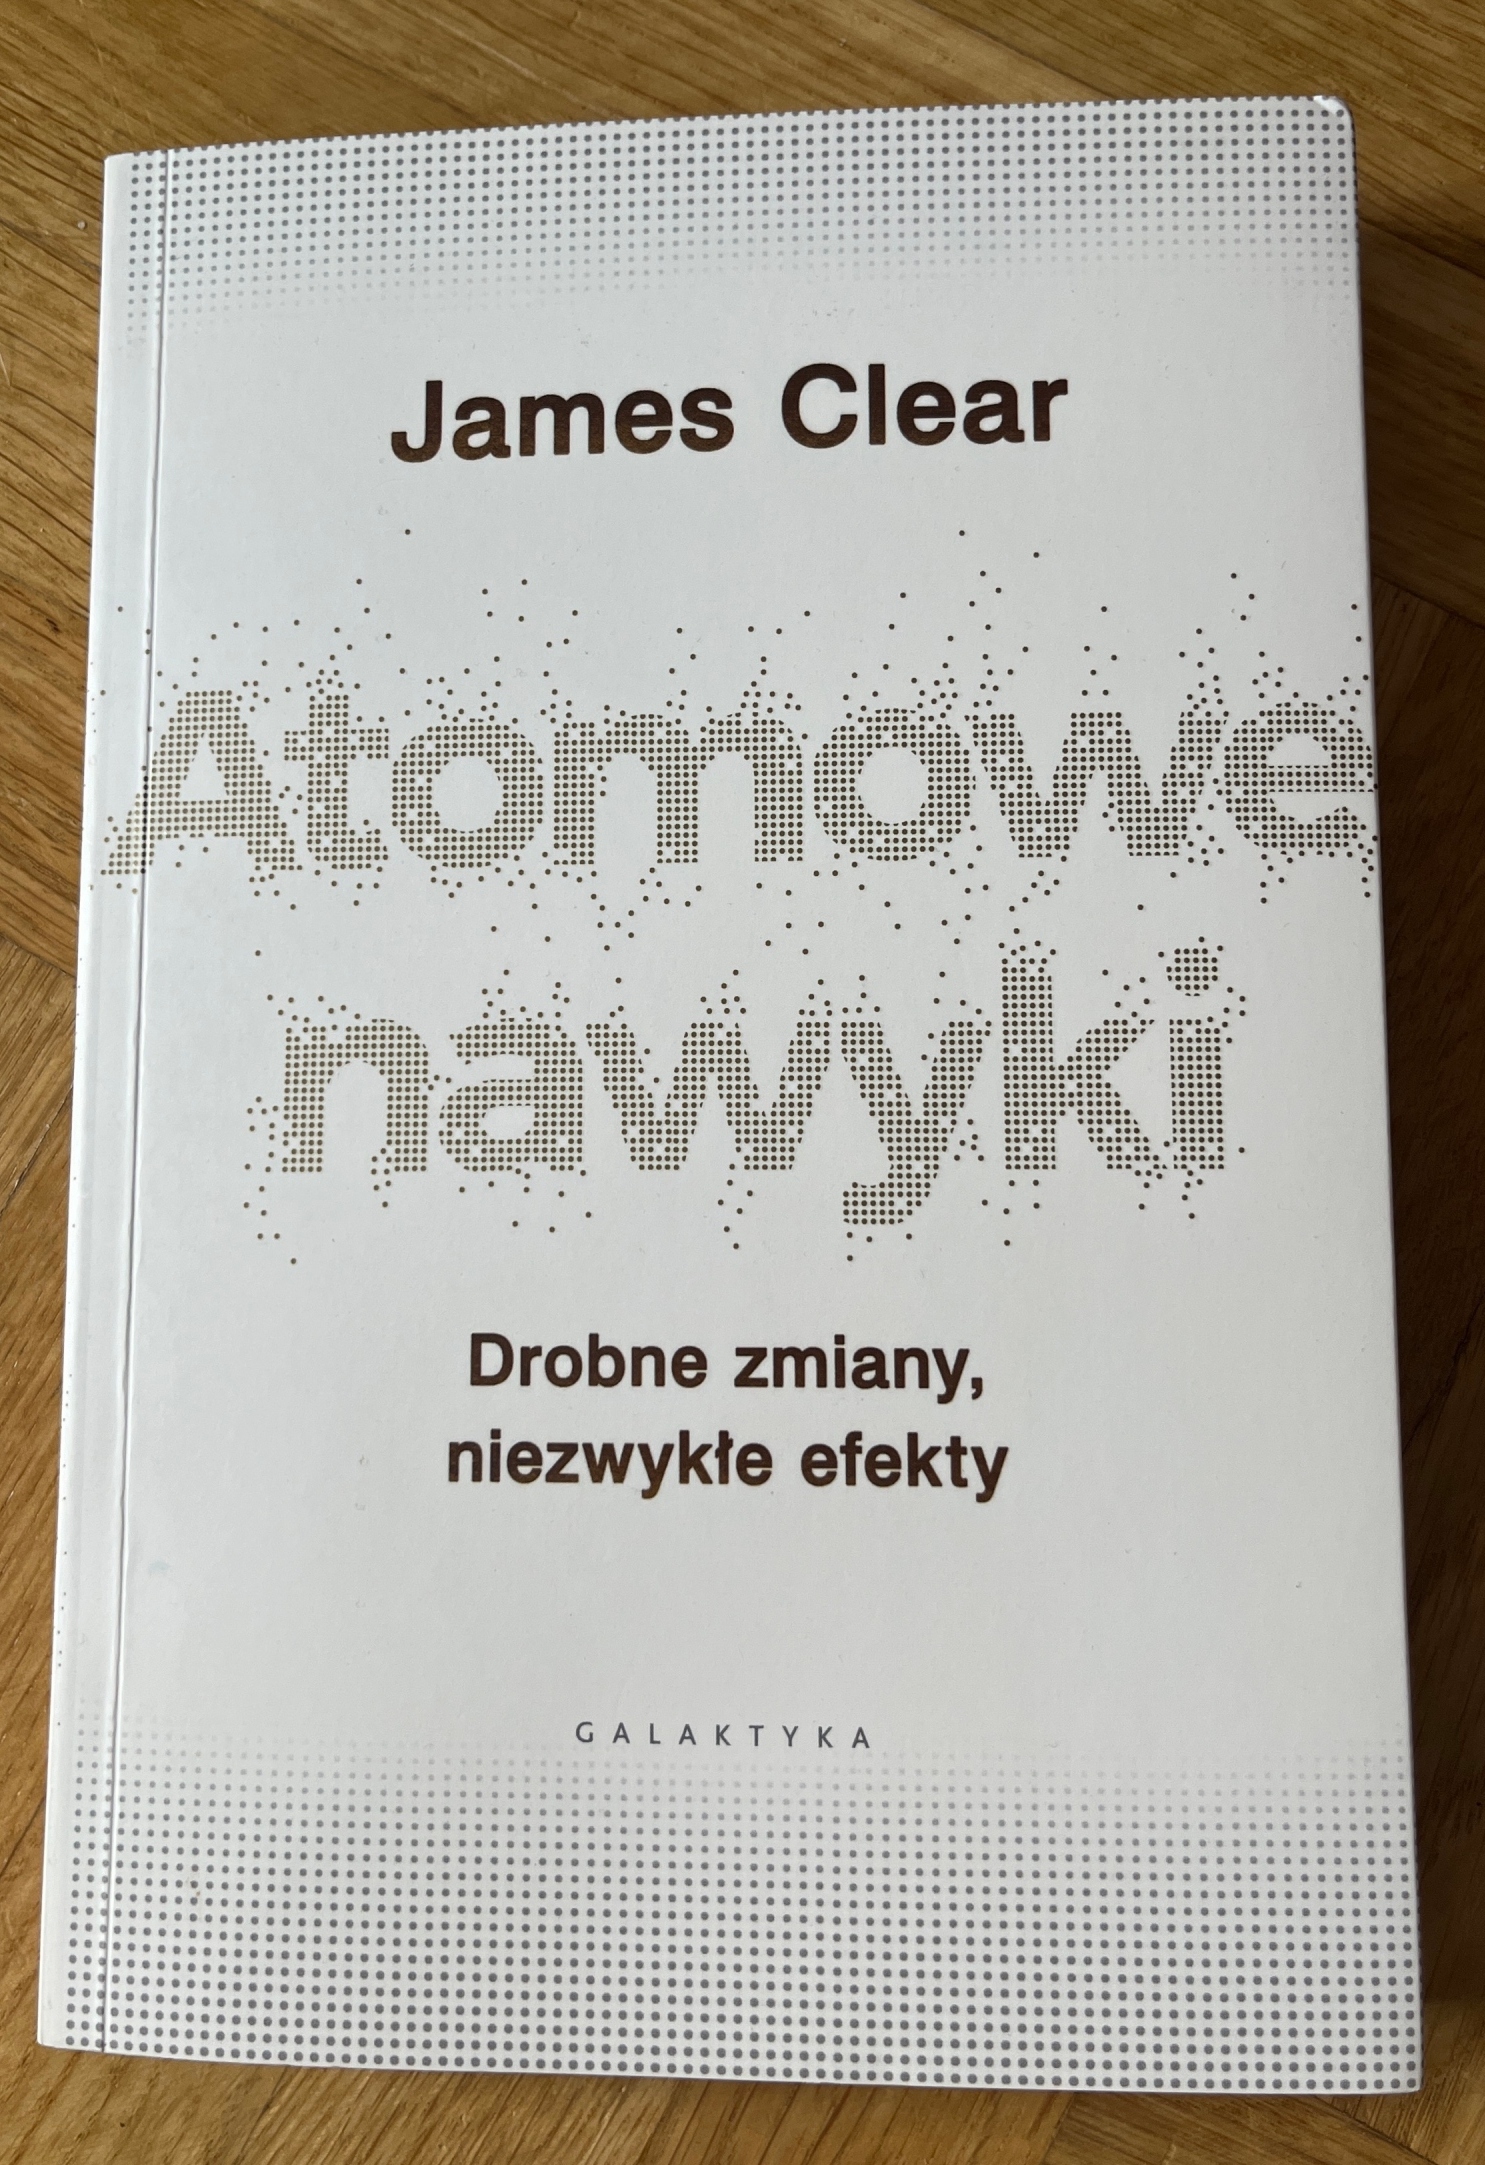 James Clear
Atomowe
nawyki
Drobne zmiany,
niezwykłe efekty
GALAKTYKA